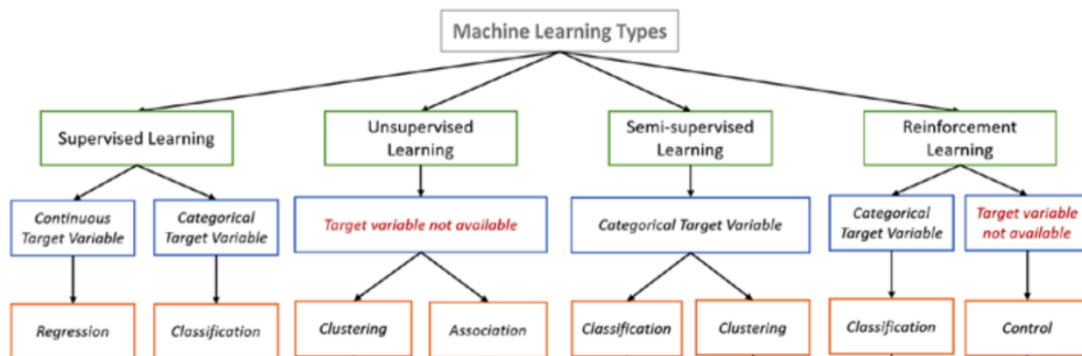 Machine Learning Types
Supervised Learning
Unsupervised
Learning
Semi-supervised
Learning
Reinforcement
Learning
Continuous
Target Variable
Categorical
Target Variable
Target variable not available
Categorical Target Variable
Categorical
Target Variable
Target variable
not available
Regression
Classification
Clustering
Association
Classification
Clustering
Classification
Control